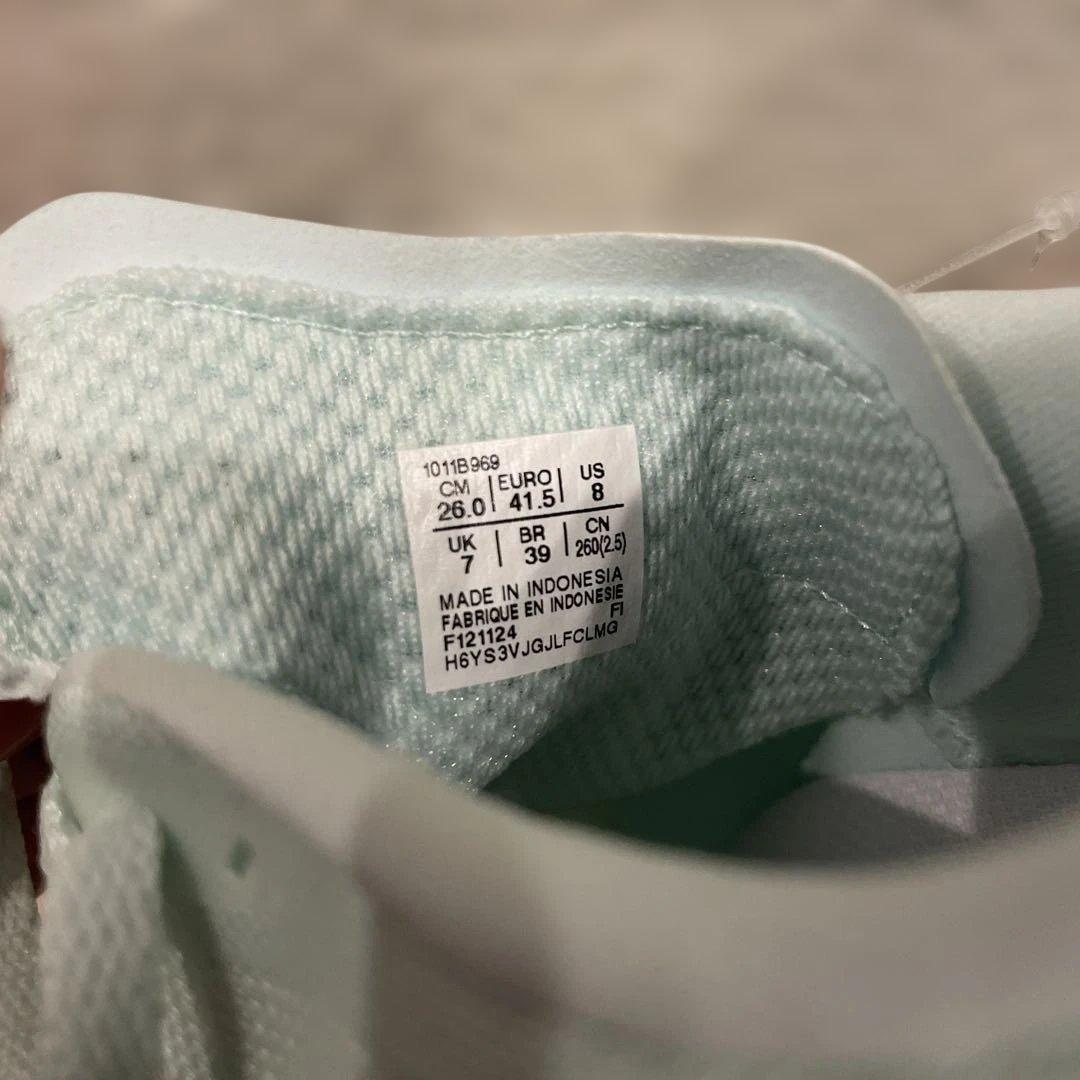 1011B969
CM EURO US
26.0 41.5 8
UK BR CN
7 39 260(2.5)
MADE IN INDONESIA
FABRIQUE EN INDONESIE
FI
F121124
H6YS3VJGJLFCLMG